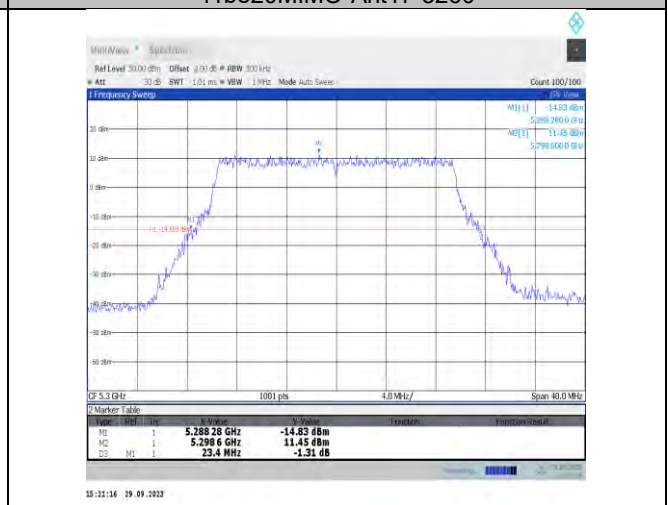 MultiView Spectrum
Ref Level 30.00 dBm Offset 2.00 dB RBW 300 kHz
Att 30 dB SWT 1.01 ms VBW 1 MHz Mode Auto Sweep Count 100/100
1 Frequency Sweep View
M1[1] -14.83 dBm
5.288 280 0 GHz
M2[1] 11.45 dBm
5.298 600 0 GHz
20 dBm
M2
10 dBm
0 dBm
-10 dBm
M1
-20 dBm
-30 dBm
-40 dBm
-50 dBm
-60 dBm
CF 5.3 GHz 1001 pts 4.0 MHz/ Span 40.0 MHz
2 Marker Table
Type Ref Trc X-Value Y-Value Function Function Result
M1 1 5.288 28 GHz -14.83 dBm
M2 1 5.298 6 GHz 11.45 dBm
D3 M1 1 23.4 MHz -1.31 dB
15:21:16 29.09.2023